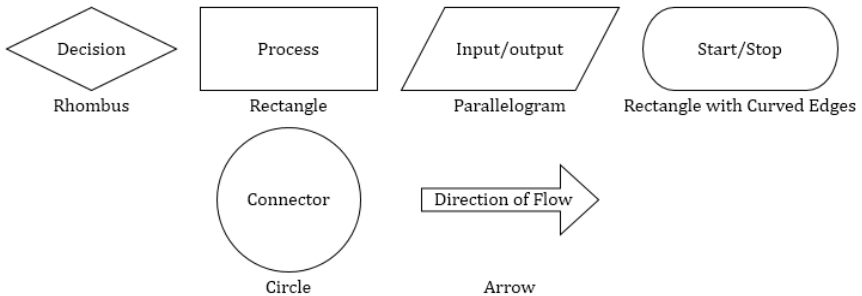 Decision
Process
Input/output
Start/Stop
Rhombus
Rectangle
Parallelogram
Rectangle with Curved Edges
Connector
Direction of Flow
Circle
Arrow